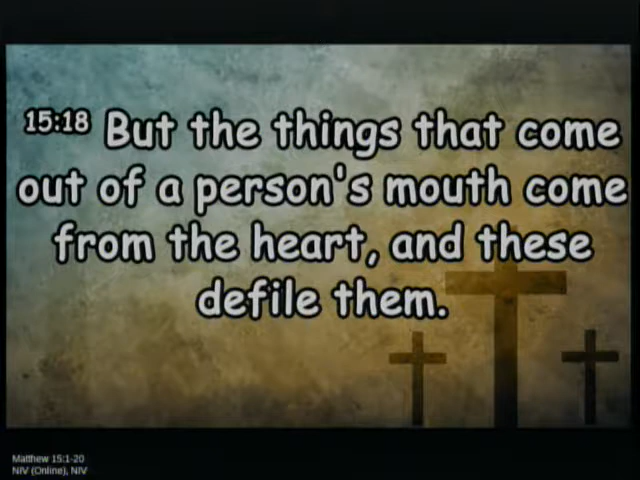 15:18 But the things that come
out of a person's mouth come
from the heart, and these
defile them.
Matthew 15:1-20
NIV (Online), NIV